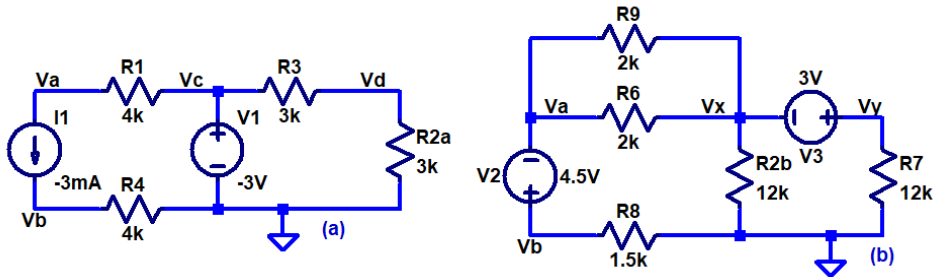 R1
R3
Va
Vc
Vd
4k
3k
I1
V1
R2a
3k
-3mA
-3V
R4
Vb
4k
(a)
R9
2k
3V
Va
R6
Vx
Vy
2k
V3
V2
4.5V
R2b
12k
R7
12k
R8
Vb
1.5k
(b)